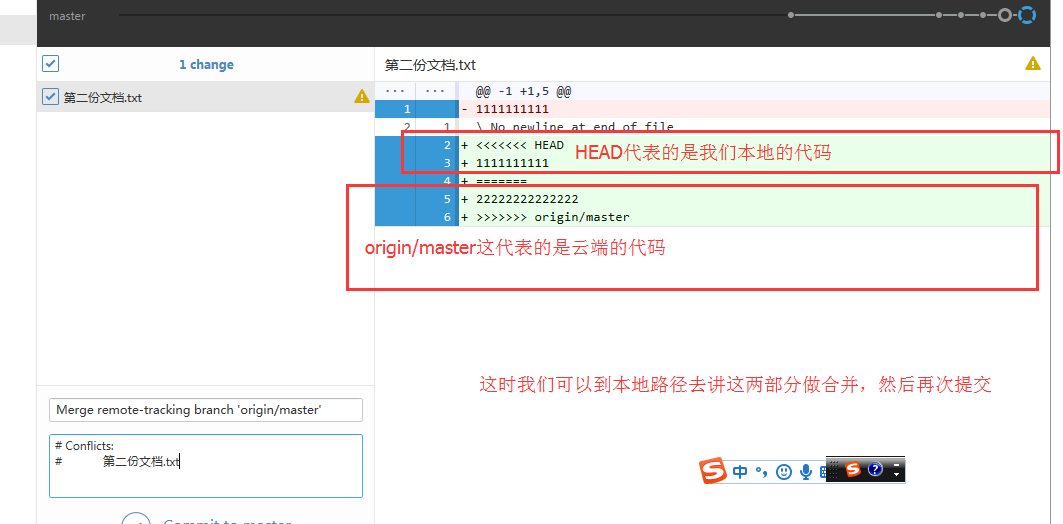 master
1 change
第二份文档.txt
第二份文档.txt
... ... @@ -1 +1,5 @@
1 - 1111111111
2 1 \ No newline at end of file
2 + <<<<<<< HEAD
HEAD代表的是我们本地的代码
3 + 1111111111
4 + =======
5 + 22222222222222
6 + >>>>>>> origin/master
origin/master这代表的是云端的代码
这时我们可以到本地路径去讲这两部分做合并，然后再次提交
Merge remote-tracking branch 'origin/master'
# Conflicts:
# 第二份文档.txt
中
Commit to master